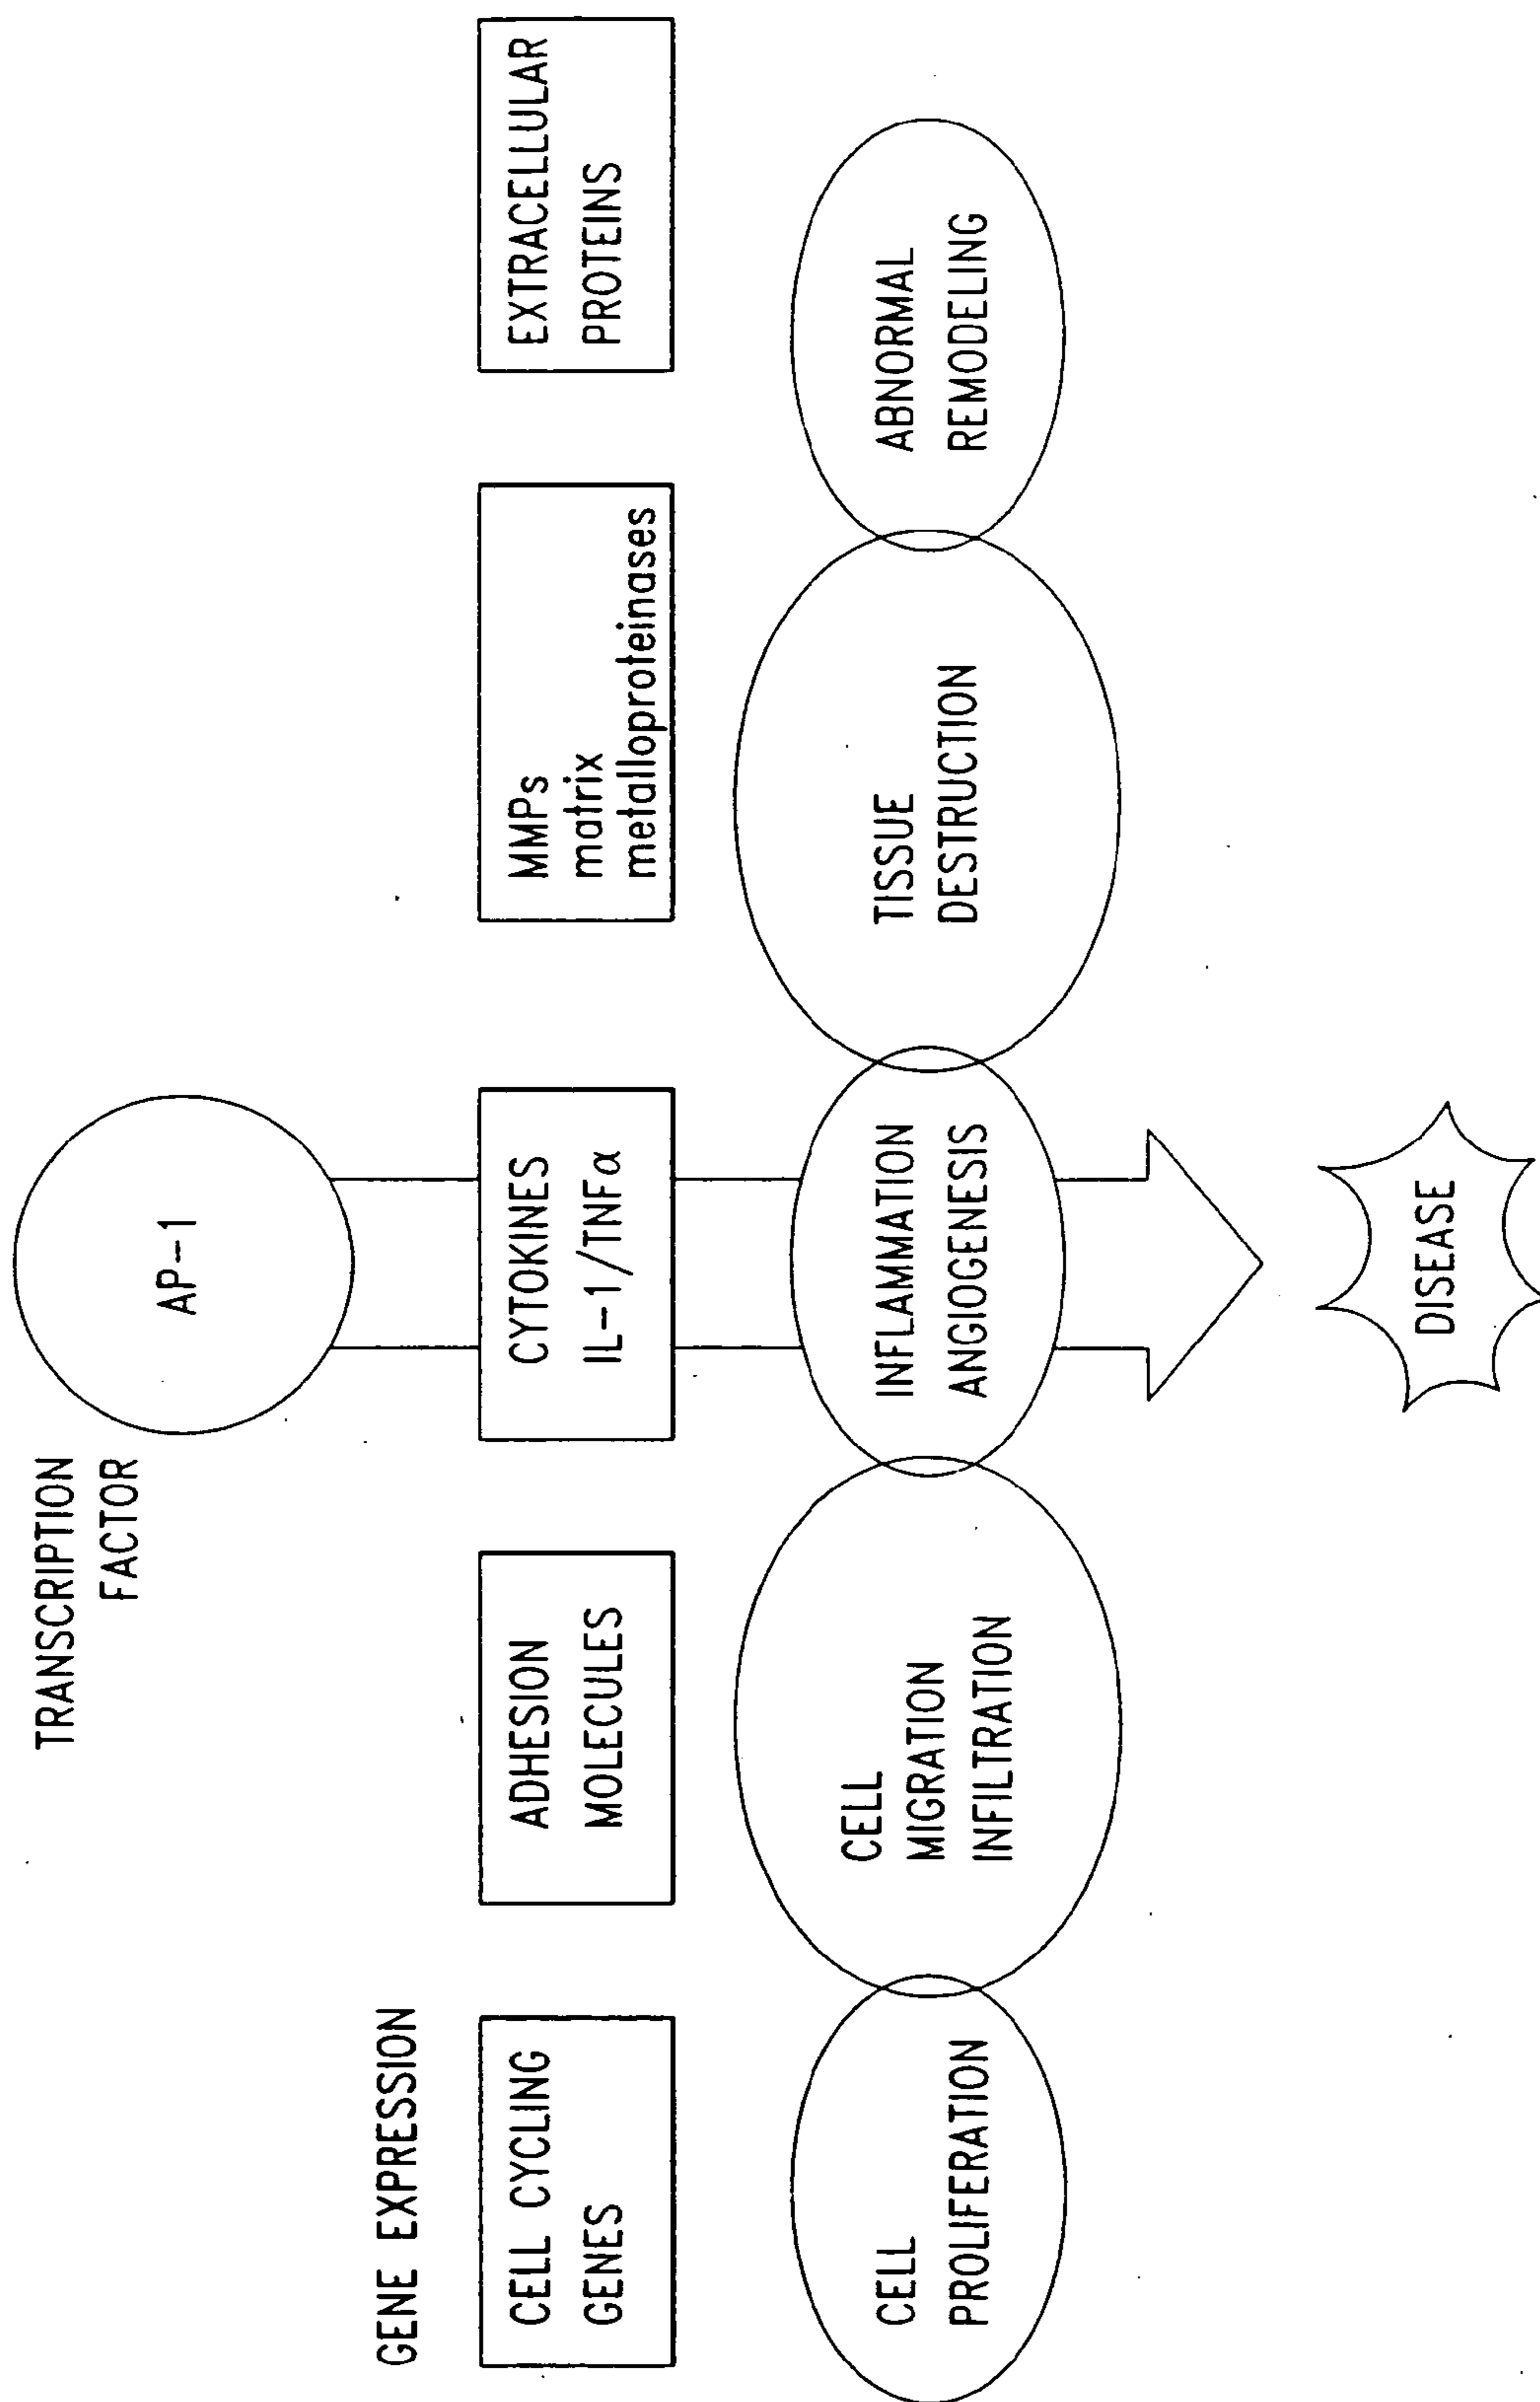 TRANSCRIPTION
FACTOR
AP-1
GENE EXPRESSION
CELL CYCLING
GENES
ADHESION
MOLECULES
CYTOKINES
IL-1/TNFα
MMPs
matrix
metalloproteinases
EXTRACELLULAR
PROTEINS
CELL
PROLIFERATION
CELL
MIGRATION
INFILTRATION
INFLAMMATION
ANGIOGENESIS
TISSUE
DESTRUCTION
ABNORMAL
REMODELING
DISEASE